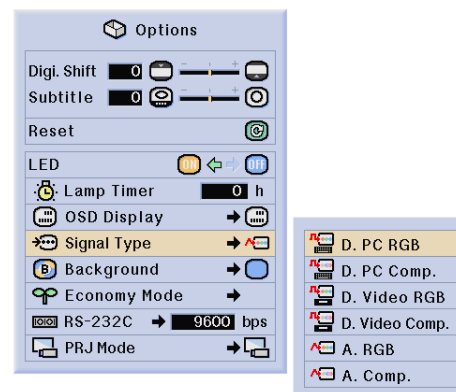 Options
Digi. Shift 0 - +
Subtitle 0 - +
Reset
LED ON OFF
Lamp Timer 0 h
OSD Display
Signal Type
B Background
Economy Mode
RS-232C 9600 bps
PRJ Mode
D. PC RGB
D. PC Comp.
D. Video RGB
D. Video Comp.
A. RGB
A. Comp.